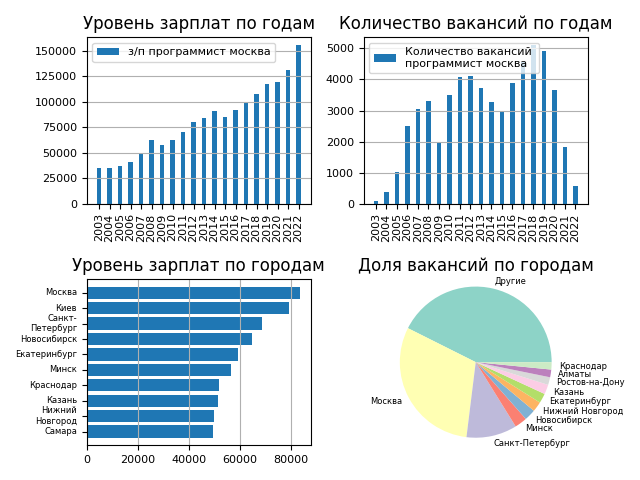 Уровень зарплат по годам
150000
125000
100000
75000
50000
25000
0
з/п программист москва
2003
2004
2005
2006
2007
2008
2009
2010
2011
2012
2013
2014
2015
2016
2017
2018
2019
2020
2021
2022
Количество вакансий по годам
5000
4000
3000
2000
1000
0
Количество вакансий
программист москва
2003
2004
2005
2006
2007
2008
2009
2010
2011
2012
2013
2014
2015
2016
2017
2018
2019
2020
2021
2022
Уровень зарплат по городам
Москва
Киев
Санкт-
Петербург
Новосибирск
Екатеринбург
Минск
Краснодар
Казань
Нижний
Новгород
Самара
0 20000 40000 60000 80000
Доля вакансий по городам
Другие
Москва
Санкт-Петербург
Минск
Новосибирск
Нижний Новгород
Екатеринбург
Казань
Ростов-на-Дону
Алматы
Краснодар